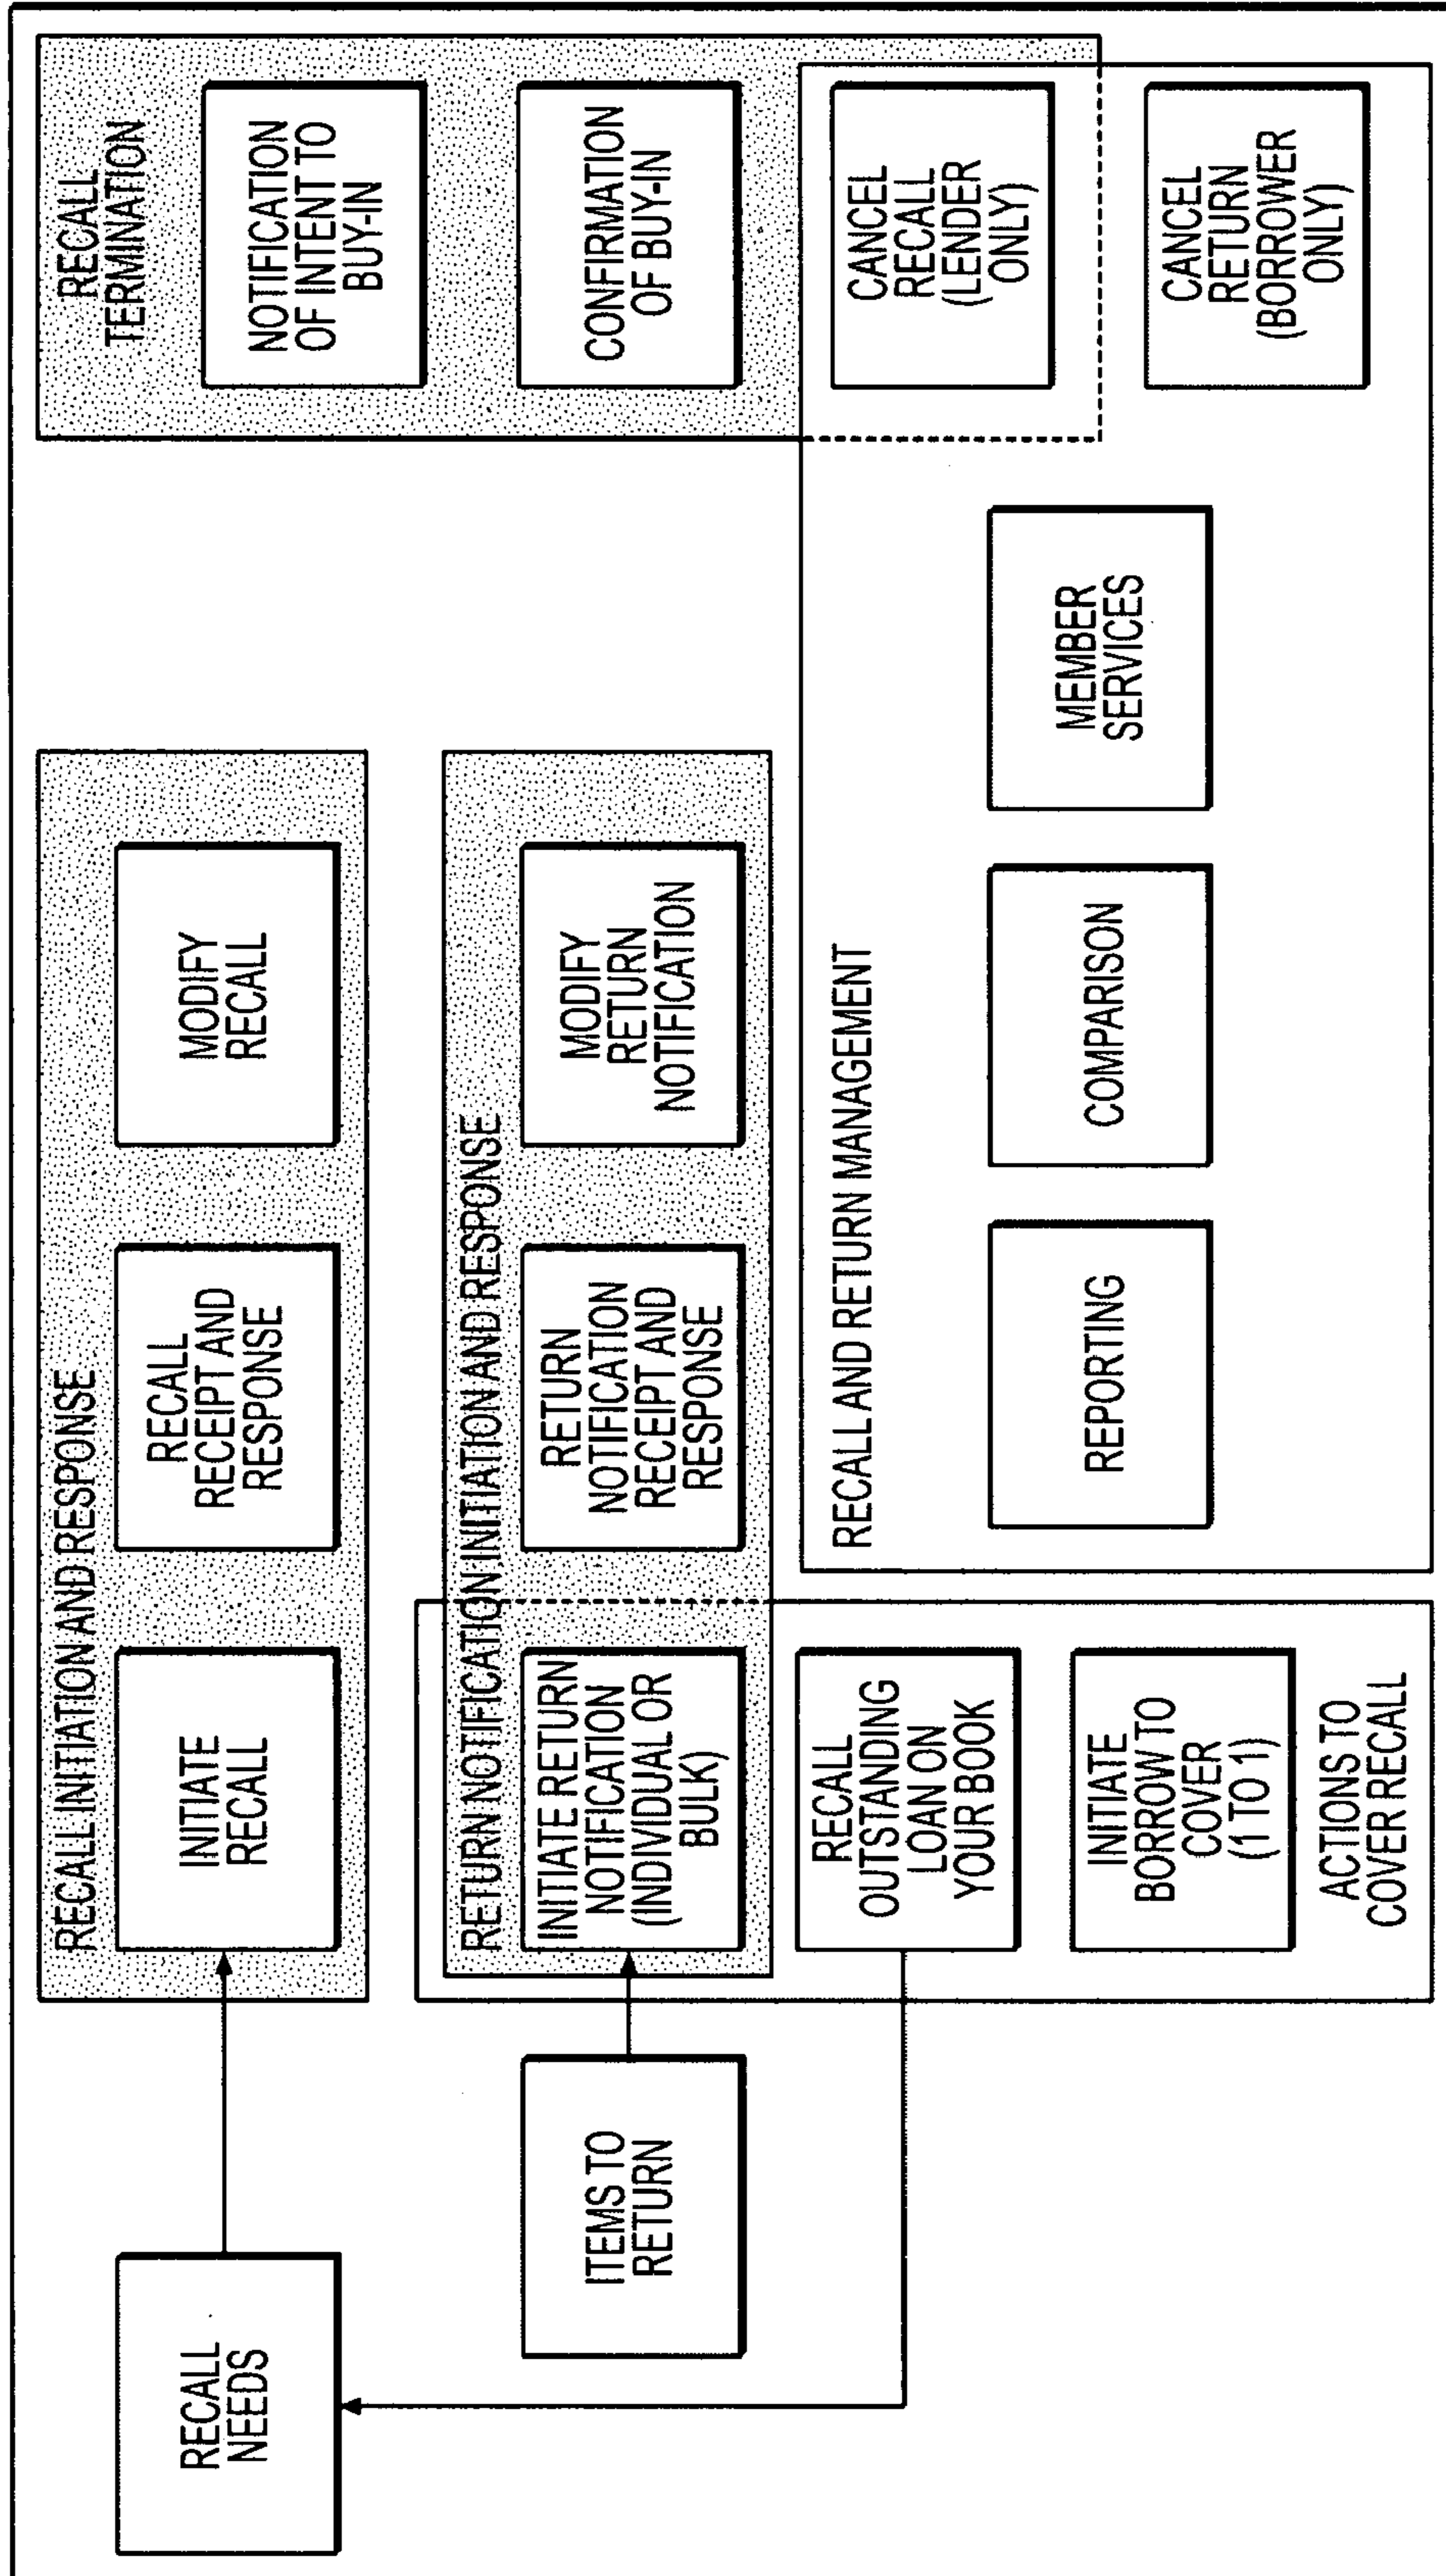 RECALL
NEEDS
RECALL INITIATION AND RESPONSE
INITIATE
RECALL
RECALL
RECEIPT AND
RESPONSE
MODIFY
RECALL
RECALL
TERMINATION
NOTIFICATION
OF INTENT TO
BUY-IN
CONFIRMATION
OF BUY-IN
ITEMS TO
RETURN
RETURN NOTIFICATION INITIATION AND RESPONSE
INITIATE RETURN
NOTIFICATION
(INDIVIDUAL OR
BULK)
RETURN
NOTIFICATION
RECEIPT AND
RESPONSE
MODIFY
RETURN
NOTIFICATION
RECALL
OUTSTANDING
LOAN ON
YOUR BOOK
INITIATE
BORROW TO
COVER
(1 TO 1)
ACTIONS TO
COVER RECALL
RECALL AND RETURN MANAGEMENT
REPORTING
COMPARISON
MEMBER
SERVICES
CANCEL
RECALL
(LENDER
ONLY)
CANCEL
RETURN
(BORROWER
ONLY)